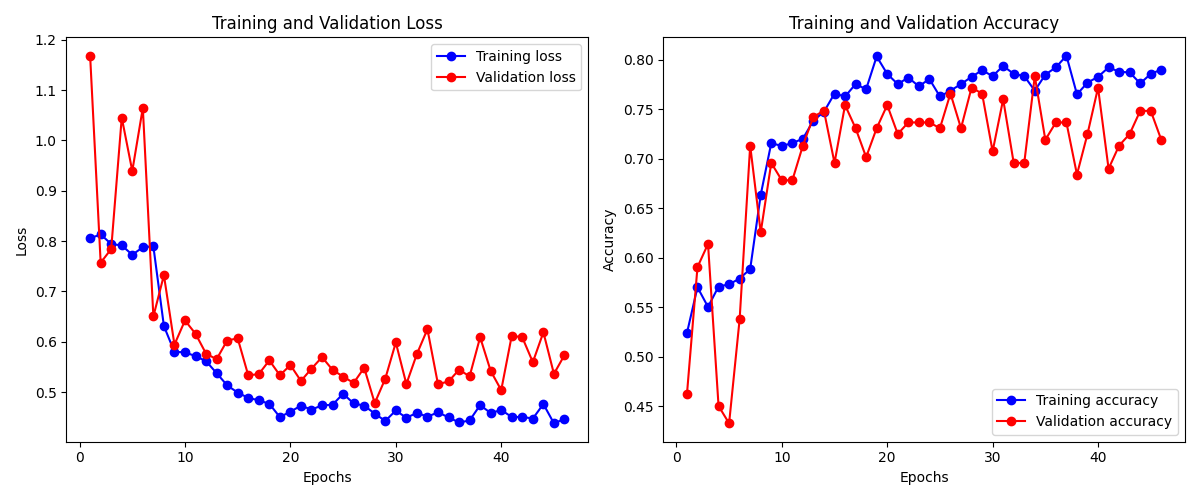 Training and Validation Loss
1.2
1.1
1.0
0.9
0.8
0.7
0.6
0.5
Loss
0
10
20
30
40
Epochs
Training loss
Validation loss
Training and Validation Accuracy
0.80
0.75
0.70
0.65
0.60
0.55
0.50
0.45
Accuracy
0
10
20
30
40
Epochs
Training accuracy
Validation accuracy